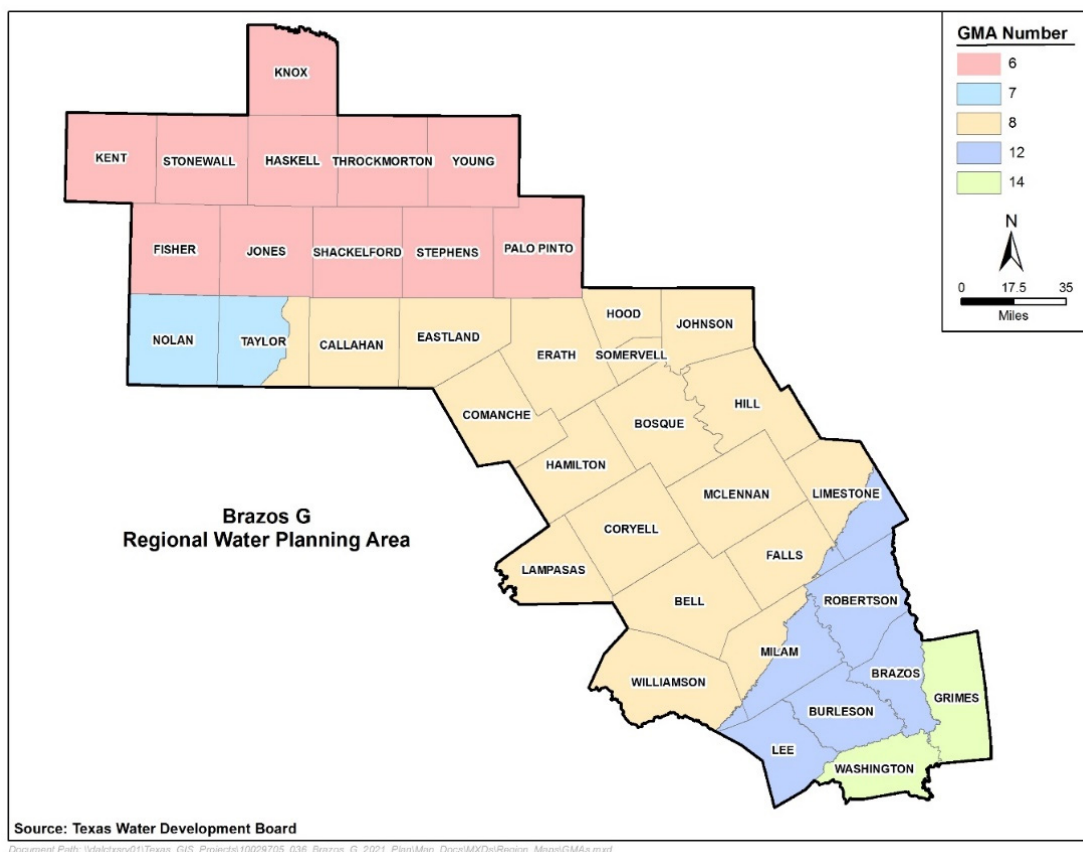 GMA Number
6
7
8
12
14
N
0 17.5 35
Miles
KNOX
KENT STONEWALL HASKELL THROCKMORTON YOUNG
FISHER JONES SHACKELFORD STEPHENS PALO PINTO
NOLAN TAYLOR CALLAHAN EASTLAND ERATH HOOD JOHNSON
SOMERVELL
COMANCHE BOSQUE HILL
HAMILTON
MCLENNAN LIMESTONE
Brazos G
Regional Water Planning Area
CORYELL FALLS
LAMPASAS BELL ROBERTSON
MILAM
WILLIAMSON BRAZOS GRIMES
BURLESON
LEE WASHINGTON
Source: Texas Water Development Board